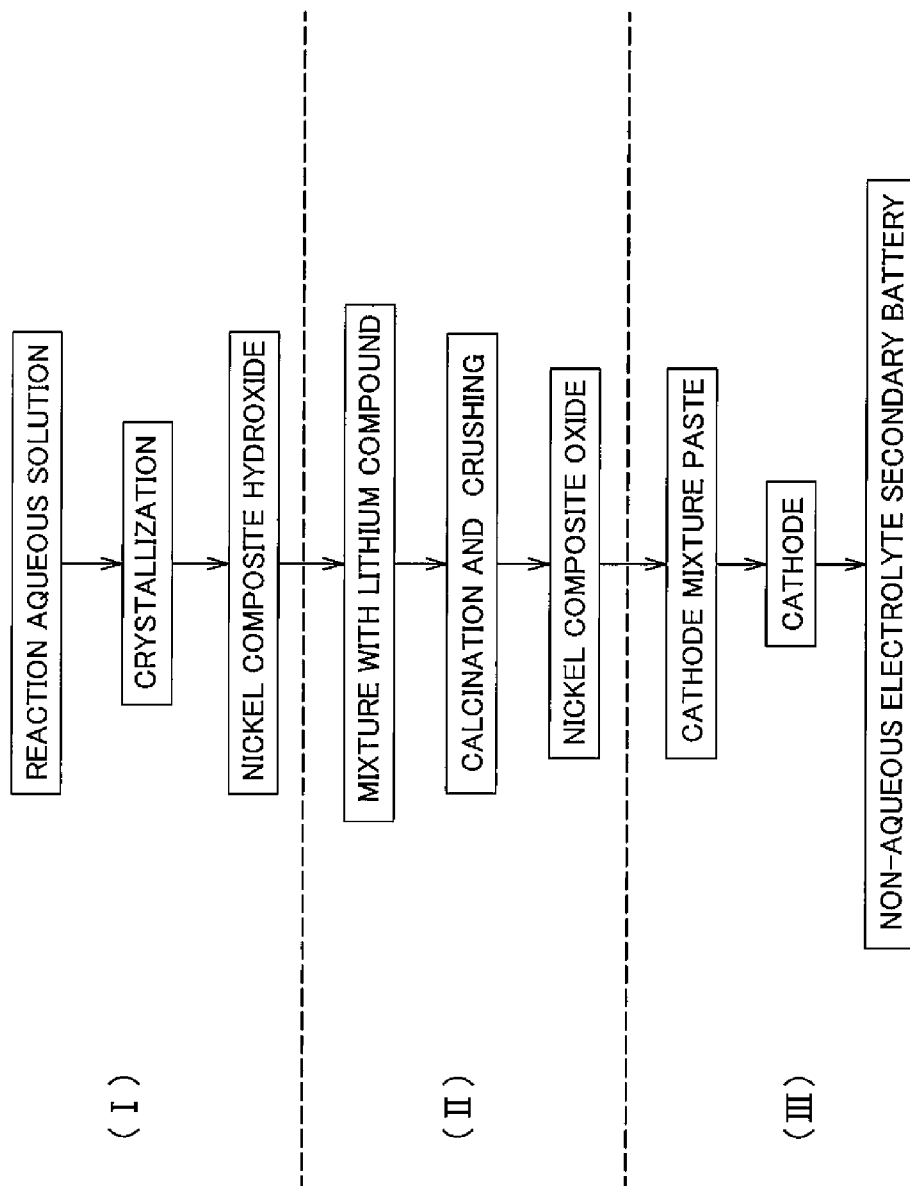 (I)
REACTION AQUEOUS SOLUTION
CRYSTALLIZATION
NICKEL COMPOSITE HYDROXIDE
(II)
MIXTURE WITH LITHIUM COMPOUND
CALCINATION AND CRUSHING
NICKEL COMPOSITE OXIDE
(III)
CATHODE MIXTURE PASTE
CATHODE
NON-AQUEOUS ELECTROLYTE SECONDARY BATTERY